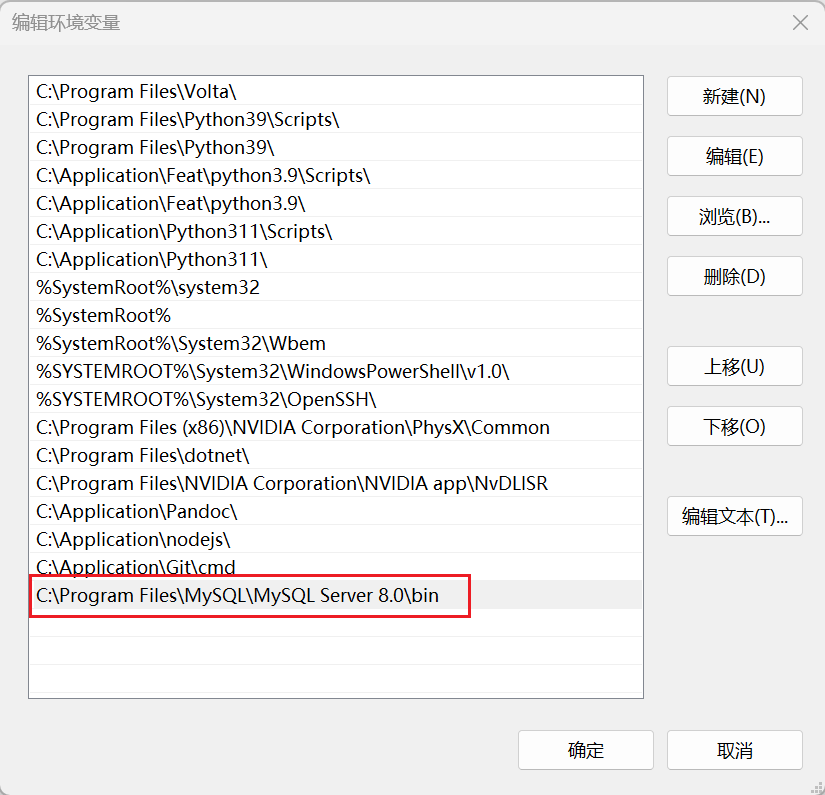 编辑环境变量
C:\Program Files\Volta\
C:\Program Files\Python39\Scripts\
C:\Program Files\Python39\
C:\Application\Feat\python3.9\Scripts\
C:\Application\Feat\python3.9\
C:\Application\Python311\Scripts\
C:\Application\Python311\
%SystemRoot%\system32
%SystemRoot%
%SystemRoot%\System32\Wbem
%SYSTEMROOT%\System32\WindowsPowerShell\v1.0\
%SYSTEMROOT%\System32\OpenSSH\
C:\Program Files (x86)\NVIDIA Corporation\PhysX\Common
C:\Program Files\dotnet\
C:\Program Files\NVIDIA Corporation\NVIDIA app\NvDLISR
C:\Application\Pandoc\
C:\Application\nodejs\
C:\Application\Git\cmd
C:\Program Files\MySQL\MySQL Server 8.0\bin
新建(N)
编辑(E)
浏览(B)...
删除(D)
上移(U)
下移(O)
编辑文本(T)...
确定
取消